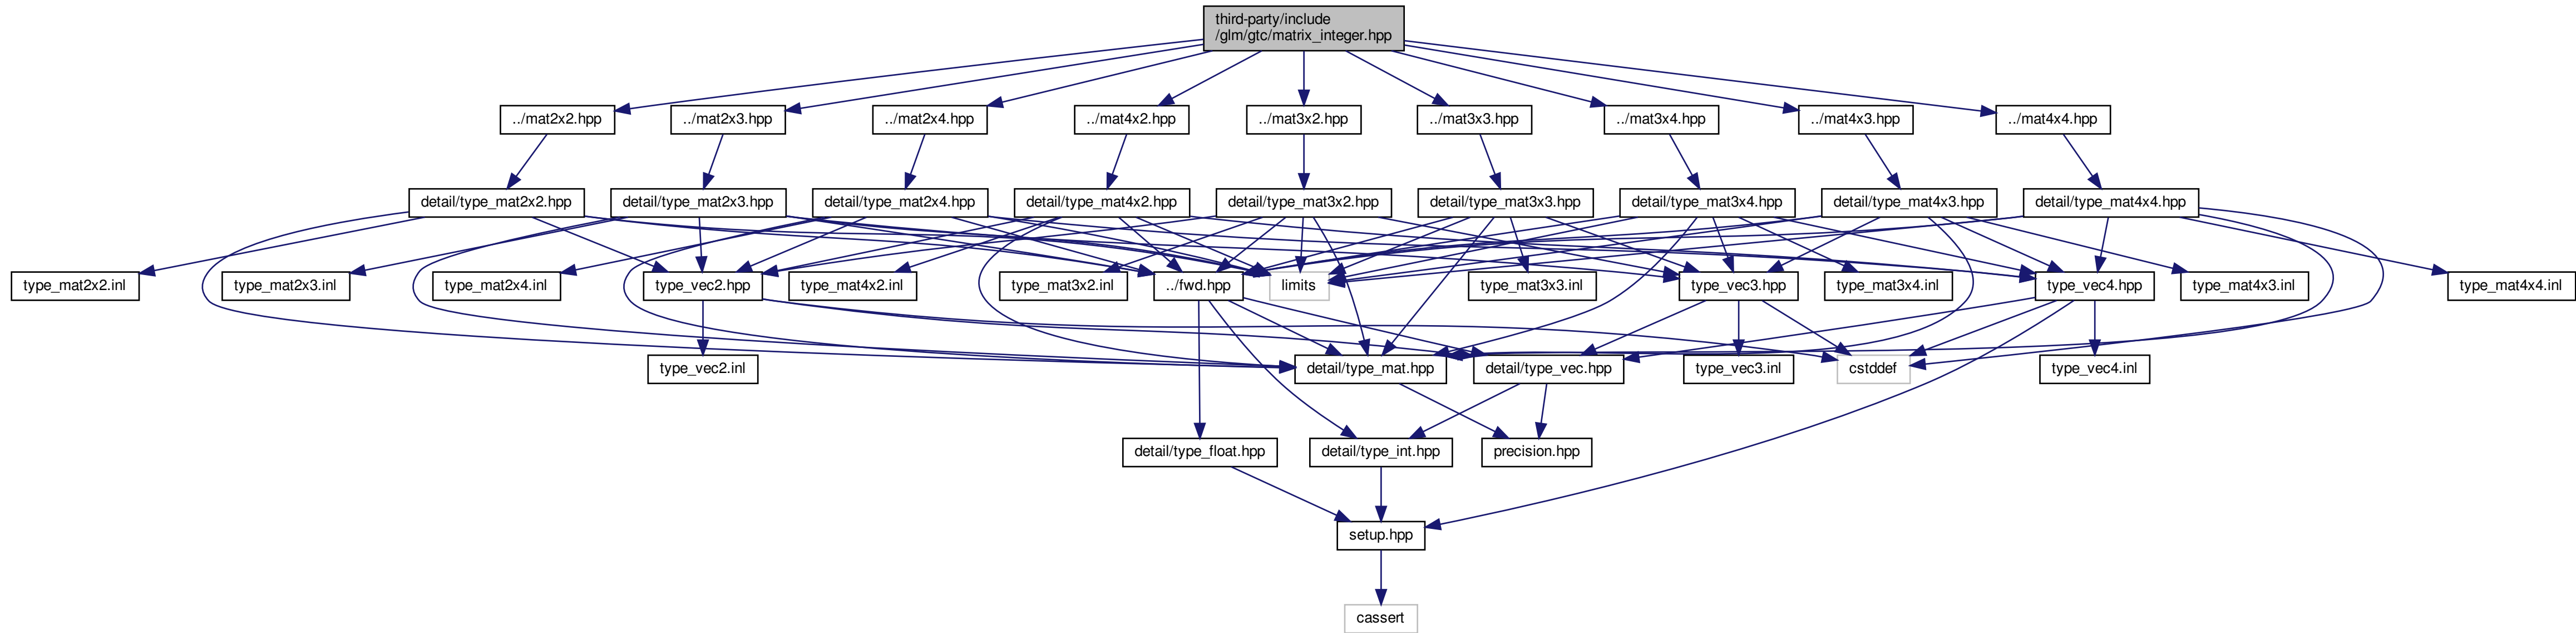 third-party/include
/glm/gtc/matrix_integer.hpp
../mat2x2.hpp
../mat2x3.hpp
../mat2x4.hpp
../mat4x2.hpp
../mat3x2.hpp
../mat3x3.hpp
../mat3x4.hpp
../mat4x3.hpp
../mat4x4.hpp
detail/type_mat2x2.hpp
detail/type_mat2x3.hpp
detail/type_mat2x4.hpp
detail/type_mat4x2.hpp
detail/type_mat3x2.hpp
detail/type_mat3x3.hpp
detail/type_mat3x4.hpp
detail/type_mat4x3.hpp
detail/type_mat4x4.hpp
type_mat2x2.inl
type_mat2x3.inl
type_mat2x4.inl
type_vec2.hpp
type_mat4x2.inl
type_mat3x2.inl
../fwd.hpp
limits
type_mat3x3.inl
type_vec3.hpp
type_mat3x4.inl
type_vec4.hpp
type_mat4x3.inl
type_mat4x4.inl
type_vec2.inl
detail/type_mat.hpp
detail/type_vec.hpp
type_vec3.inl
cstddef
type_vec4.inl
detail/type_float.hpp
detail/type_int.hpp
precision.hpp
setup.hpp
cassert